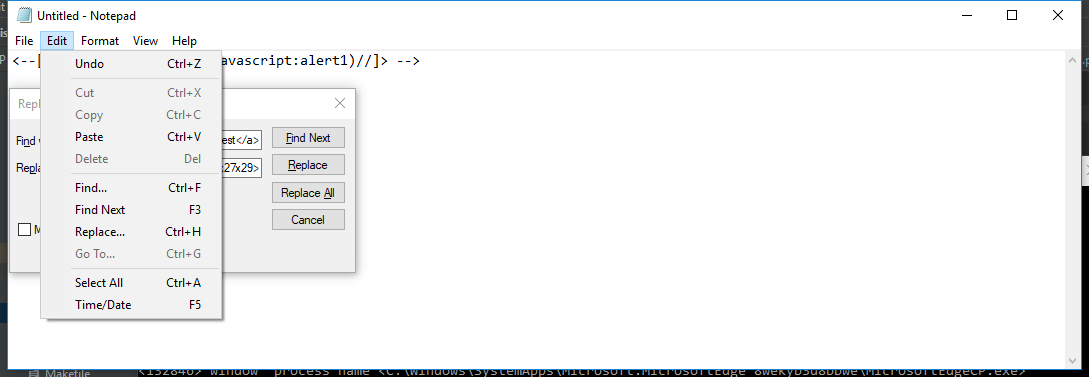 Untitled - Notepad
File Edit Format View Help
<--[ avascript:alert1)//]> -->
Undo Ctrl+Z
Cut Ctrl+X
Copy Ctrl+C
Paste Ctrl+V
Delete Del
Find... Ctrl+F
Find Next F3
Replace... Ctrl+H
Go To... Ctrl+G
Select All Ctrl+A
Time/Date F5
Repl
Find w est</a> Find Next
Repla x27x29> Replace
Replace All
M Cancel
Makefile
<132846> window process name <C:\Windows\SystemApps\Microsoft.MicrosoftEdge_8wekyb3d8bbwe\MicrosoftEdgeCP.exe>